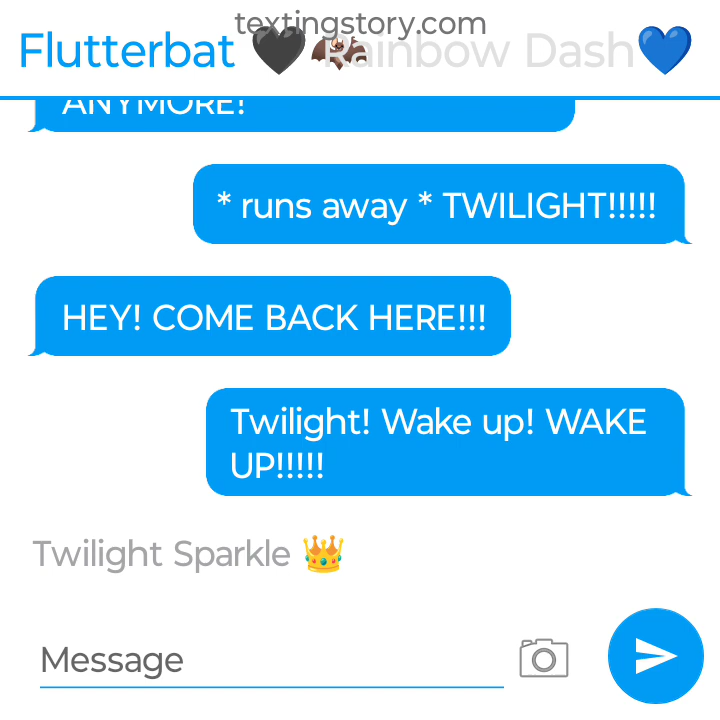 textingstory.com
Flutterbat 🖤🦇Rainbow Dash💙
ANYMORE!
* runs away * TWILIGHT!!!!!
HEY! COME BACK HERE!!!
Twilight! Wake up! WAKE
UP!!!!!
Twilight Sparkle 👑
Message